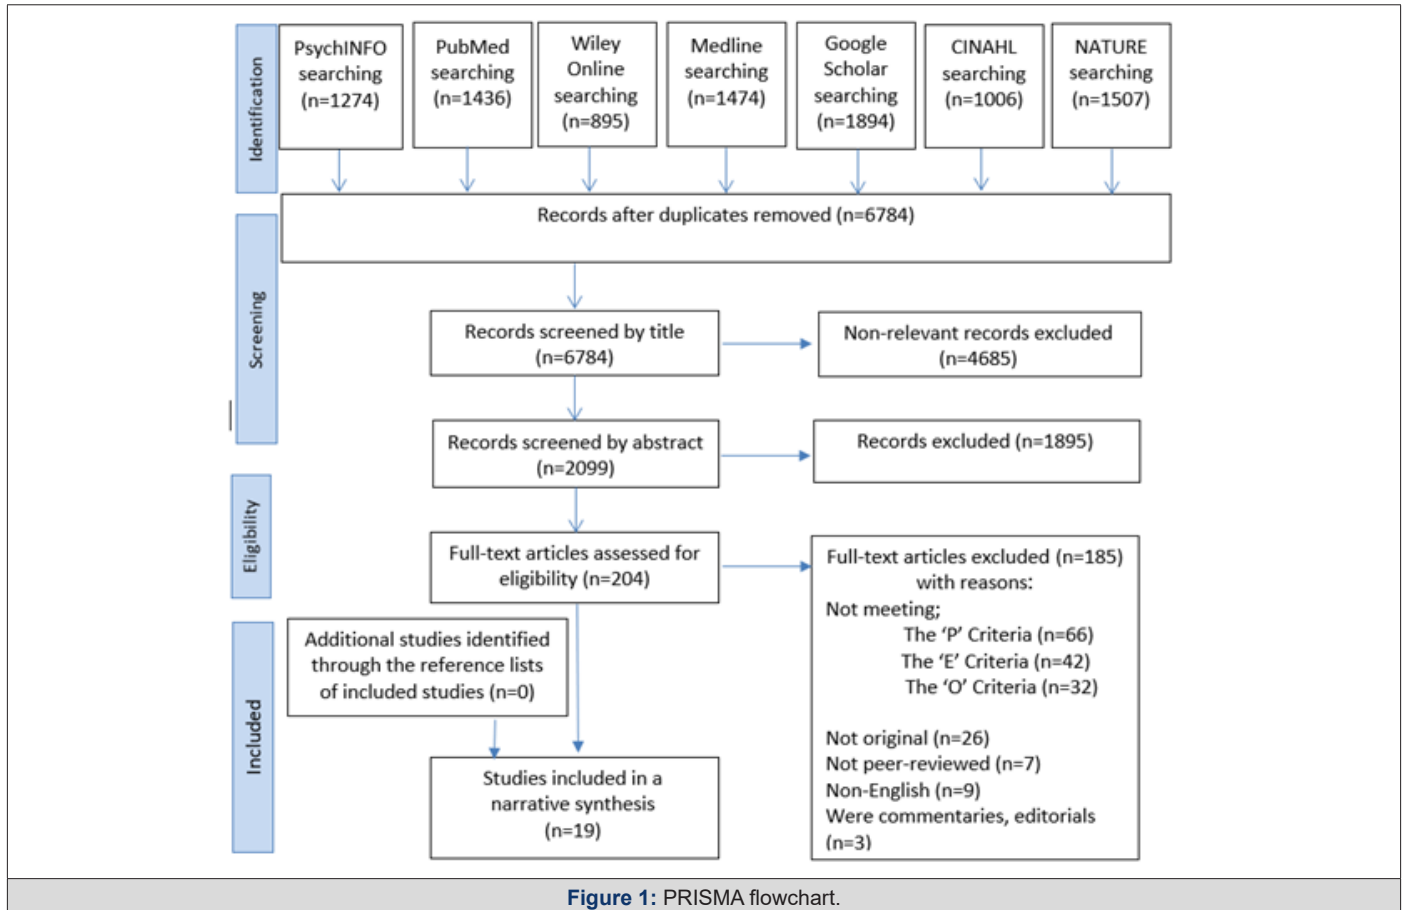 Identification
PsychINFO
searching
(n=1274)
PubMed
searching
(n=1436)
Wiley
Online
searching
(n=895)
Medline
searching
(n=1474)
Google
Scholar
searching
(n=1894)
CINAHL
searching
(n=1006)
NATURE
searching
(n=1507)
Records after duplicates removed (n=6784)
Screening
Records screened by title
(n=6784)
Non-relevant records excluded
(n=4685)
Records screened by abstract
(n=2099)
Records excluded (n=1895)
Eligibility
Full-text articles assessed for
eligibility (n=204)
Full-text articles excluded (n=185)
with reasons:
Not meeting;
The ‘P’ Criteria (n=66)
The ‘E’ Criteria (n=42)
The ‘O’ Criteria (n=32)
Not original (n=26)
Not peer-reviewed (n=7)
Non-English (n=9)
Were commentaries, editorials
(n=3)
Included
Additional studies identified
through the reference lists
of included studies (n=0)
Studies included in a
narrative synthesis
(n=19)
Figure 1: PRISMA flowchart.